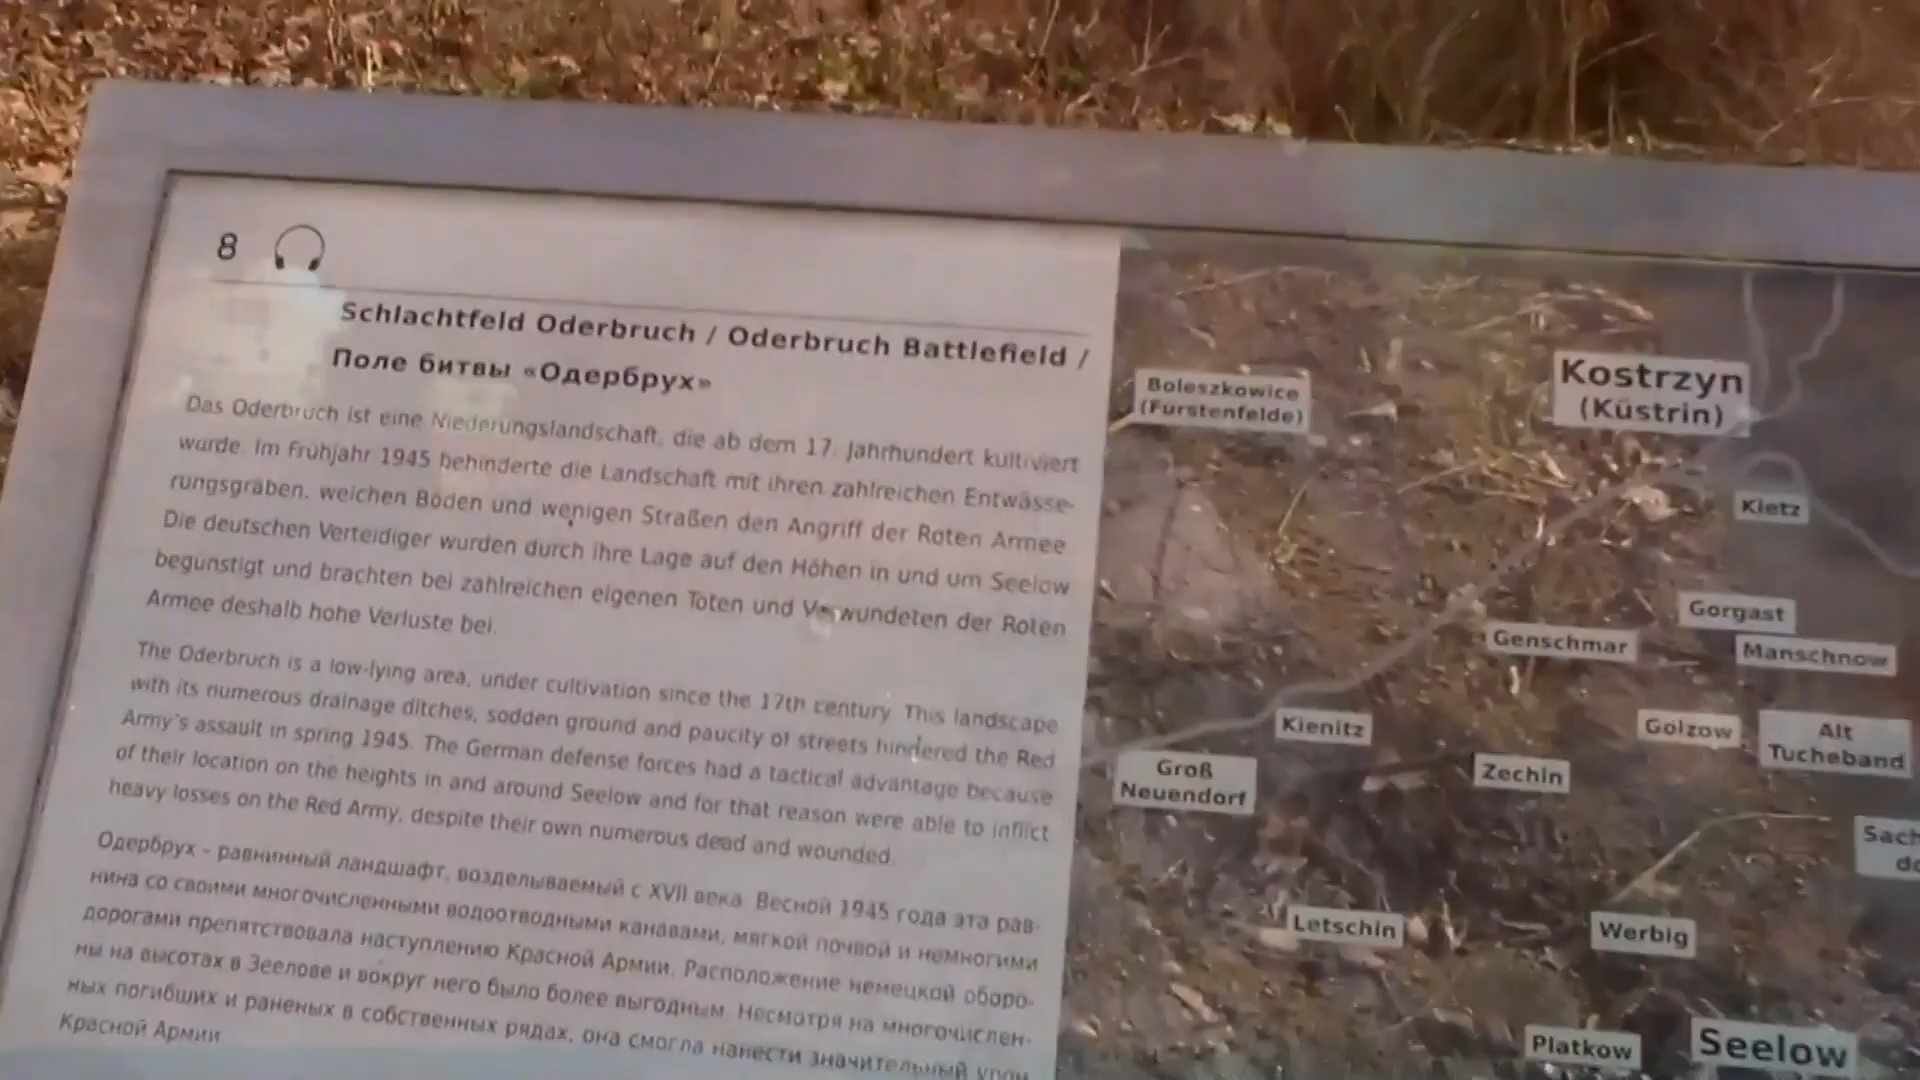 8
Schlachtfeld Oderbruch / Oderbruch Battlefield /
Поле битвы «Одербрух»
Das Oderbruch ist eine Niederungslandschaft, die ab dem 17. Jahrhundert kultiviert
wurde. Im Frühjahr 1945 behinderte die Landschaft mit ihren zahlreichen Entwässe-
rungsgräben, weichen Böden und wenigen Straßen den Angriff der Roten Armee
Die deutschen Verteidiger wurden durch ihre Lage auf den Höhen in und um Seelow
begünstigt und brachten bei zahlreichen eigenen Toten und Verwundeten der Roten
Armee deshalb hohe Verluste bei.
The Oderbruch is a low-lying area, under cultivation since the 17th century. This landscape
with its numerous drainage ditches, sodden ground and paucity of streets hindered the Red
Army's assault in spring 1945. The German defense forces had a tactical advantage because
of their location on the heights in and around Seelow and for that reason were able to inflict
heavy losses on the Red Army, despite their own numerous dead and wounded.
Одербрух - равнинный ландшафт, возделываемый с XVII века. Весной 1945 года эта рав-
нина со своими многочисленными водоотводными канавами, мягкой почвой и немногими
дорогами препятствовала наступлению Красной Армии. Расположение немецкой оборо-
ны на высотах в Зеелове и вокруг него было более выгодным. Несмотря на многочислен-
ных погибших и раненых в собственных рядах, она смогла нанести значительный урон
Красной Армии
Boleszkowice
(Fürstenfelde)
Kostrzyn
(Küstrin)
Kietz
Gorgast
Genschmar
Manschnow
Kienitz
Golzow
Alt
Tucheband
Groß
Neuendorf
Zechin
Sach
do
Letschin
Werbig
Platkow
Seelow